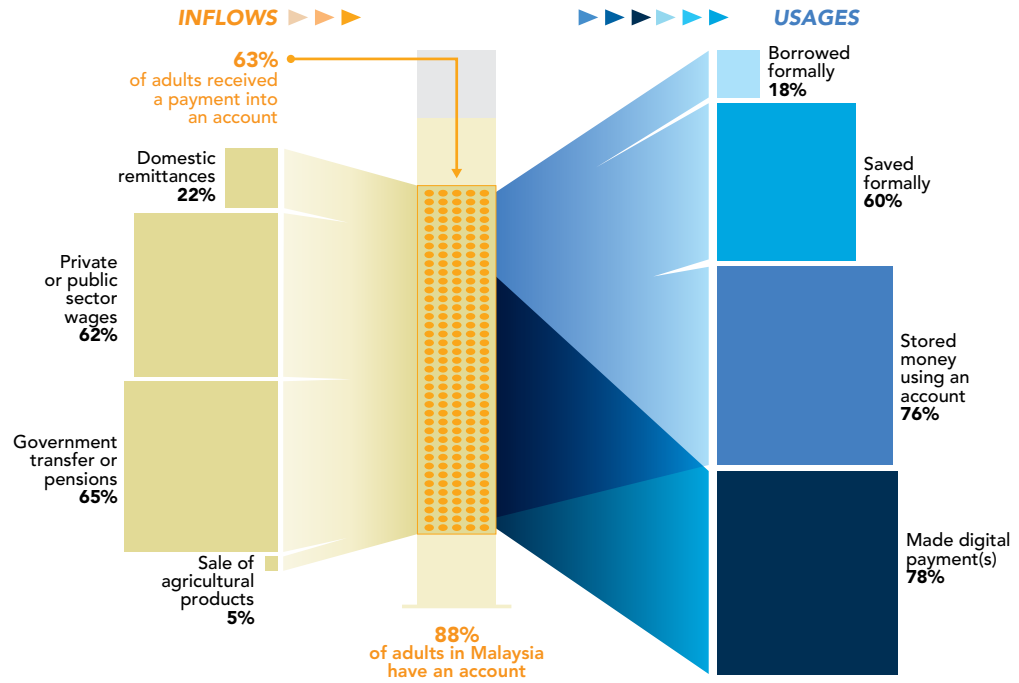 INFLOWS
63%
of adults received
a payment into
an account
Domestic
remittances
22%
Private
or public
sector
wages
62%
Government
transfer or
pensions
65%
Sale of
agricultural
products
5%
88%
of adults in Malaysia
have an account
USAGES
Borrowed
formally
18%
Saved
formally
60%
Stored
money
using an
account
76%
Made digital
payment(s)
78%